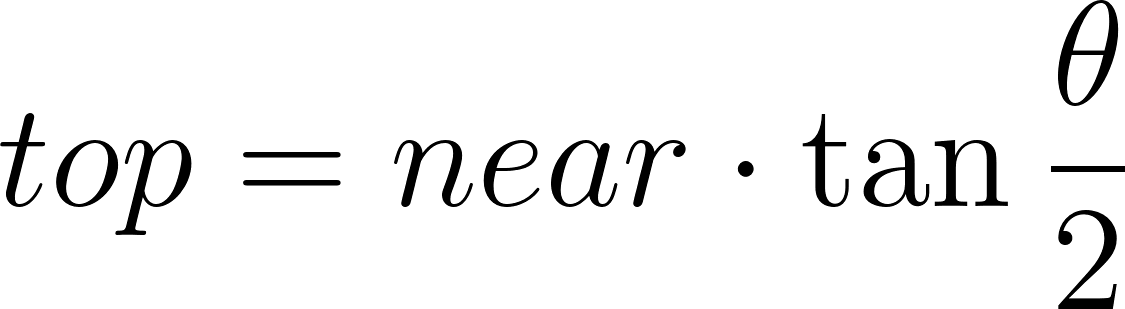 top = near · tan θ/2